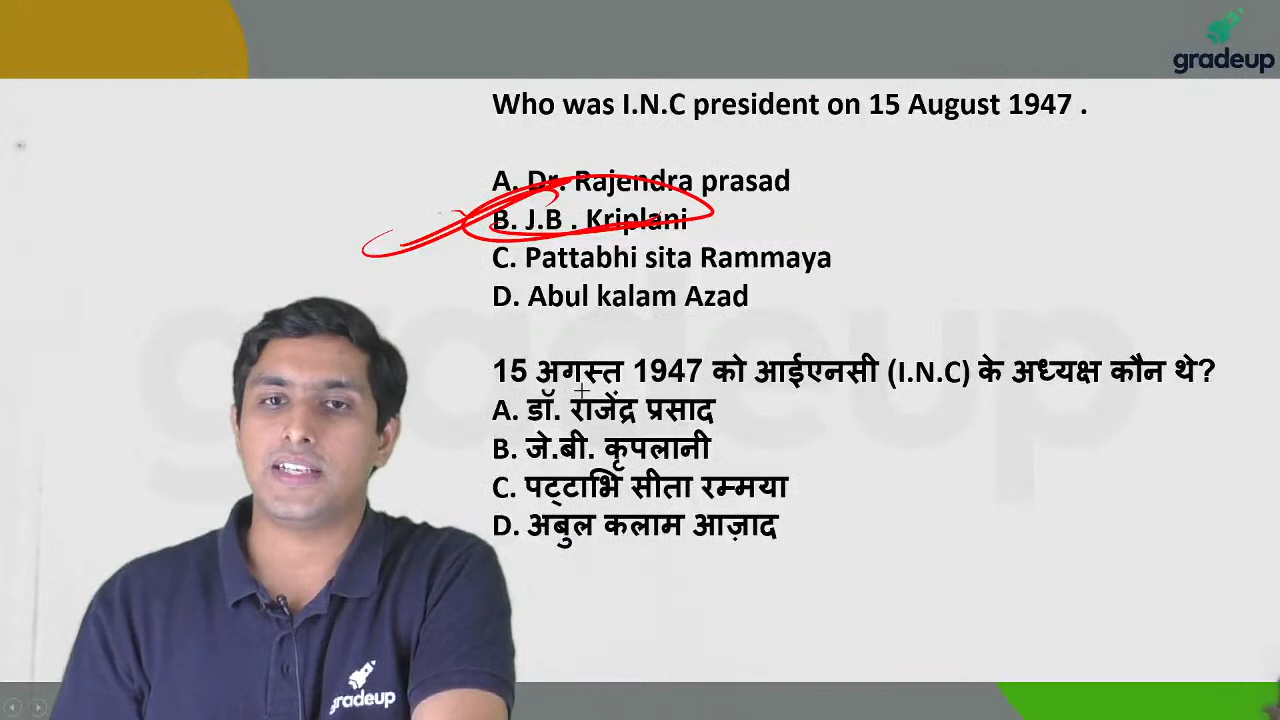 gradeup
Who was I.N.C president on 15 August 1947 .
A. Dr. Rajendra prasad
B. J.B . Kriplani
C. Pattabhi sita Rammaya
D. Abul kalam Azad
15 अगस्त 1947 को आईएनसी (I.N.C) के अध्यक्ष कौन थे?
A. डॉ. राजेंद्र प्रसाद
B. जे.बी. कृपलानी
C. पट्टाभि सीता रम्मया
D. अबुल कलाम आज़ाद
gradeup
gradeup